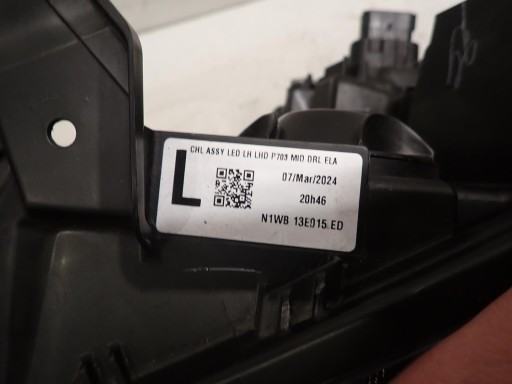 CHL ASSY LED LH LHD P703 MID DRL ELA
L
07/Mar/2024
20h46
N1WB 13E015 ED